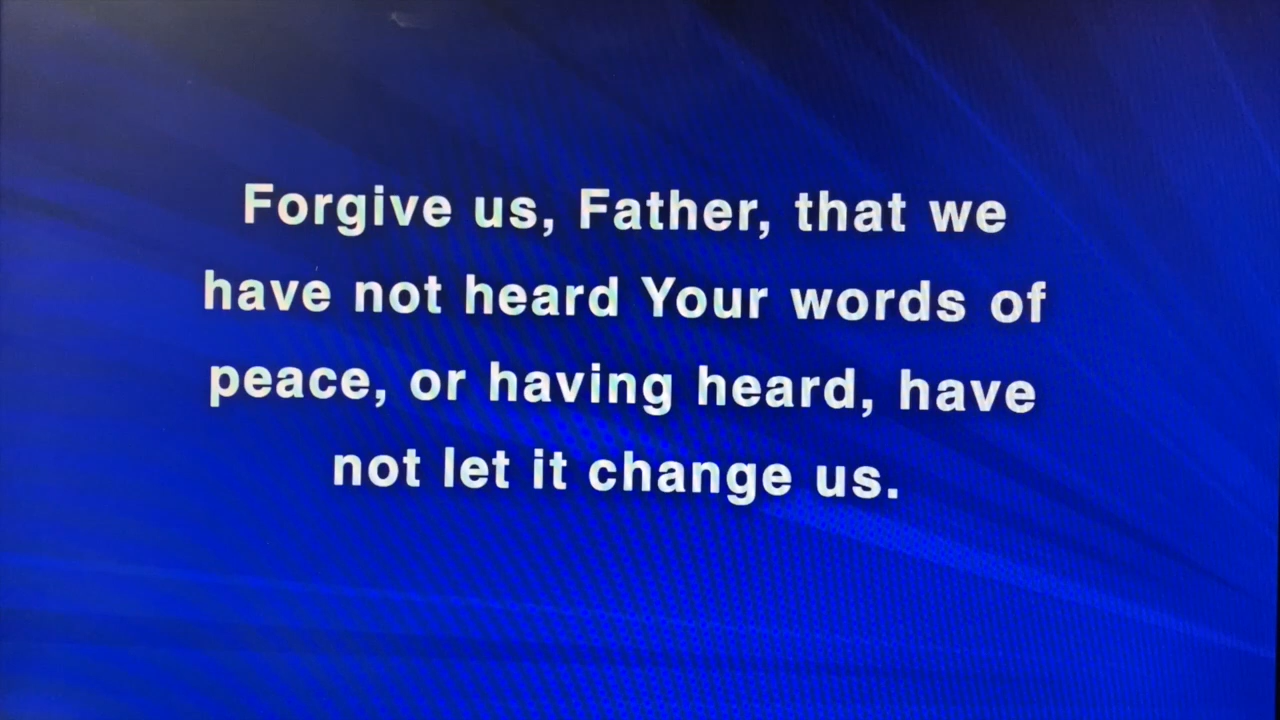 Forgive us, Father, that we
have not heard Your words of
peace, or having heard, have
not let it change us.